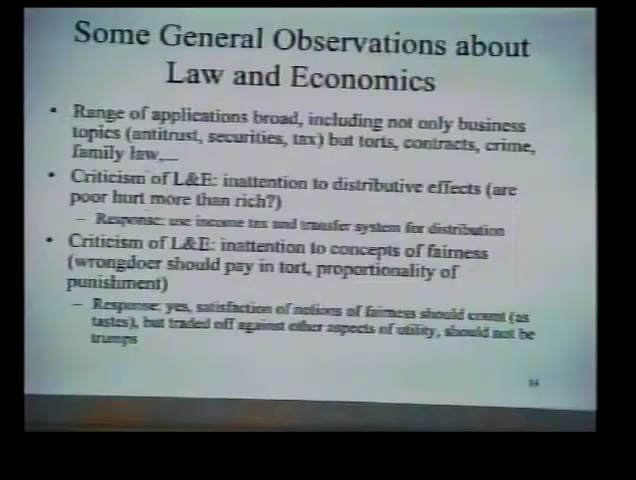 Some General Observations about
Law and Economics
• Range of applications broad, including not only business
topics (antitrust, securities, tax) but torts, contracts, crime,
family law,...
• Criticism of L&E: inattention to distributive effects (are
poor hurt more than rich?)
– Response: use income tax and transfer system for distribution
• Criticism of L&E: inattention to concepts of fairness
(wrongdoer should pay in tort, proportionality of
punishment)
– Response: yes, satisfaction of notions of fairness should count (as
tastes), but traded off against other aspects of utility, should not be
trumps